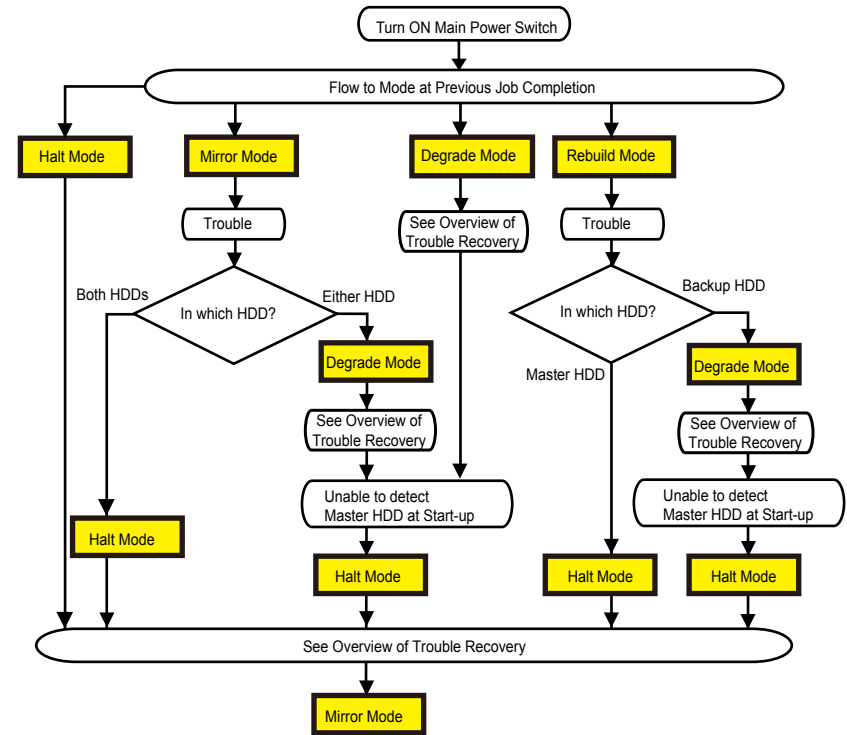 Turn ON Main Power Switch
Flow to Mode at Previous Job Completion
Halt Mode
Mirror Mode
Degrade Mode
Rebuild Mode
Trouble
See Overview of
Trouble Recovery
Trouble
Both HDDs
In which HDD?
Either HDD
In which HDD?
Backup HDD
Master HDD
Degrade Mode
Degrade Mode
See Overview of
Trouble Recovery
See Overview of
Trouble Recovery
Unable to detect
Master HDD at Start-up
Unable to detect
Master HDD at Start-up
Halt Mode
Halt Mode
Halt Mode
Halt Mode
See Overview of Trouble Recovery
Mirror Mode